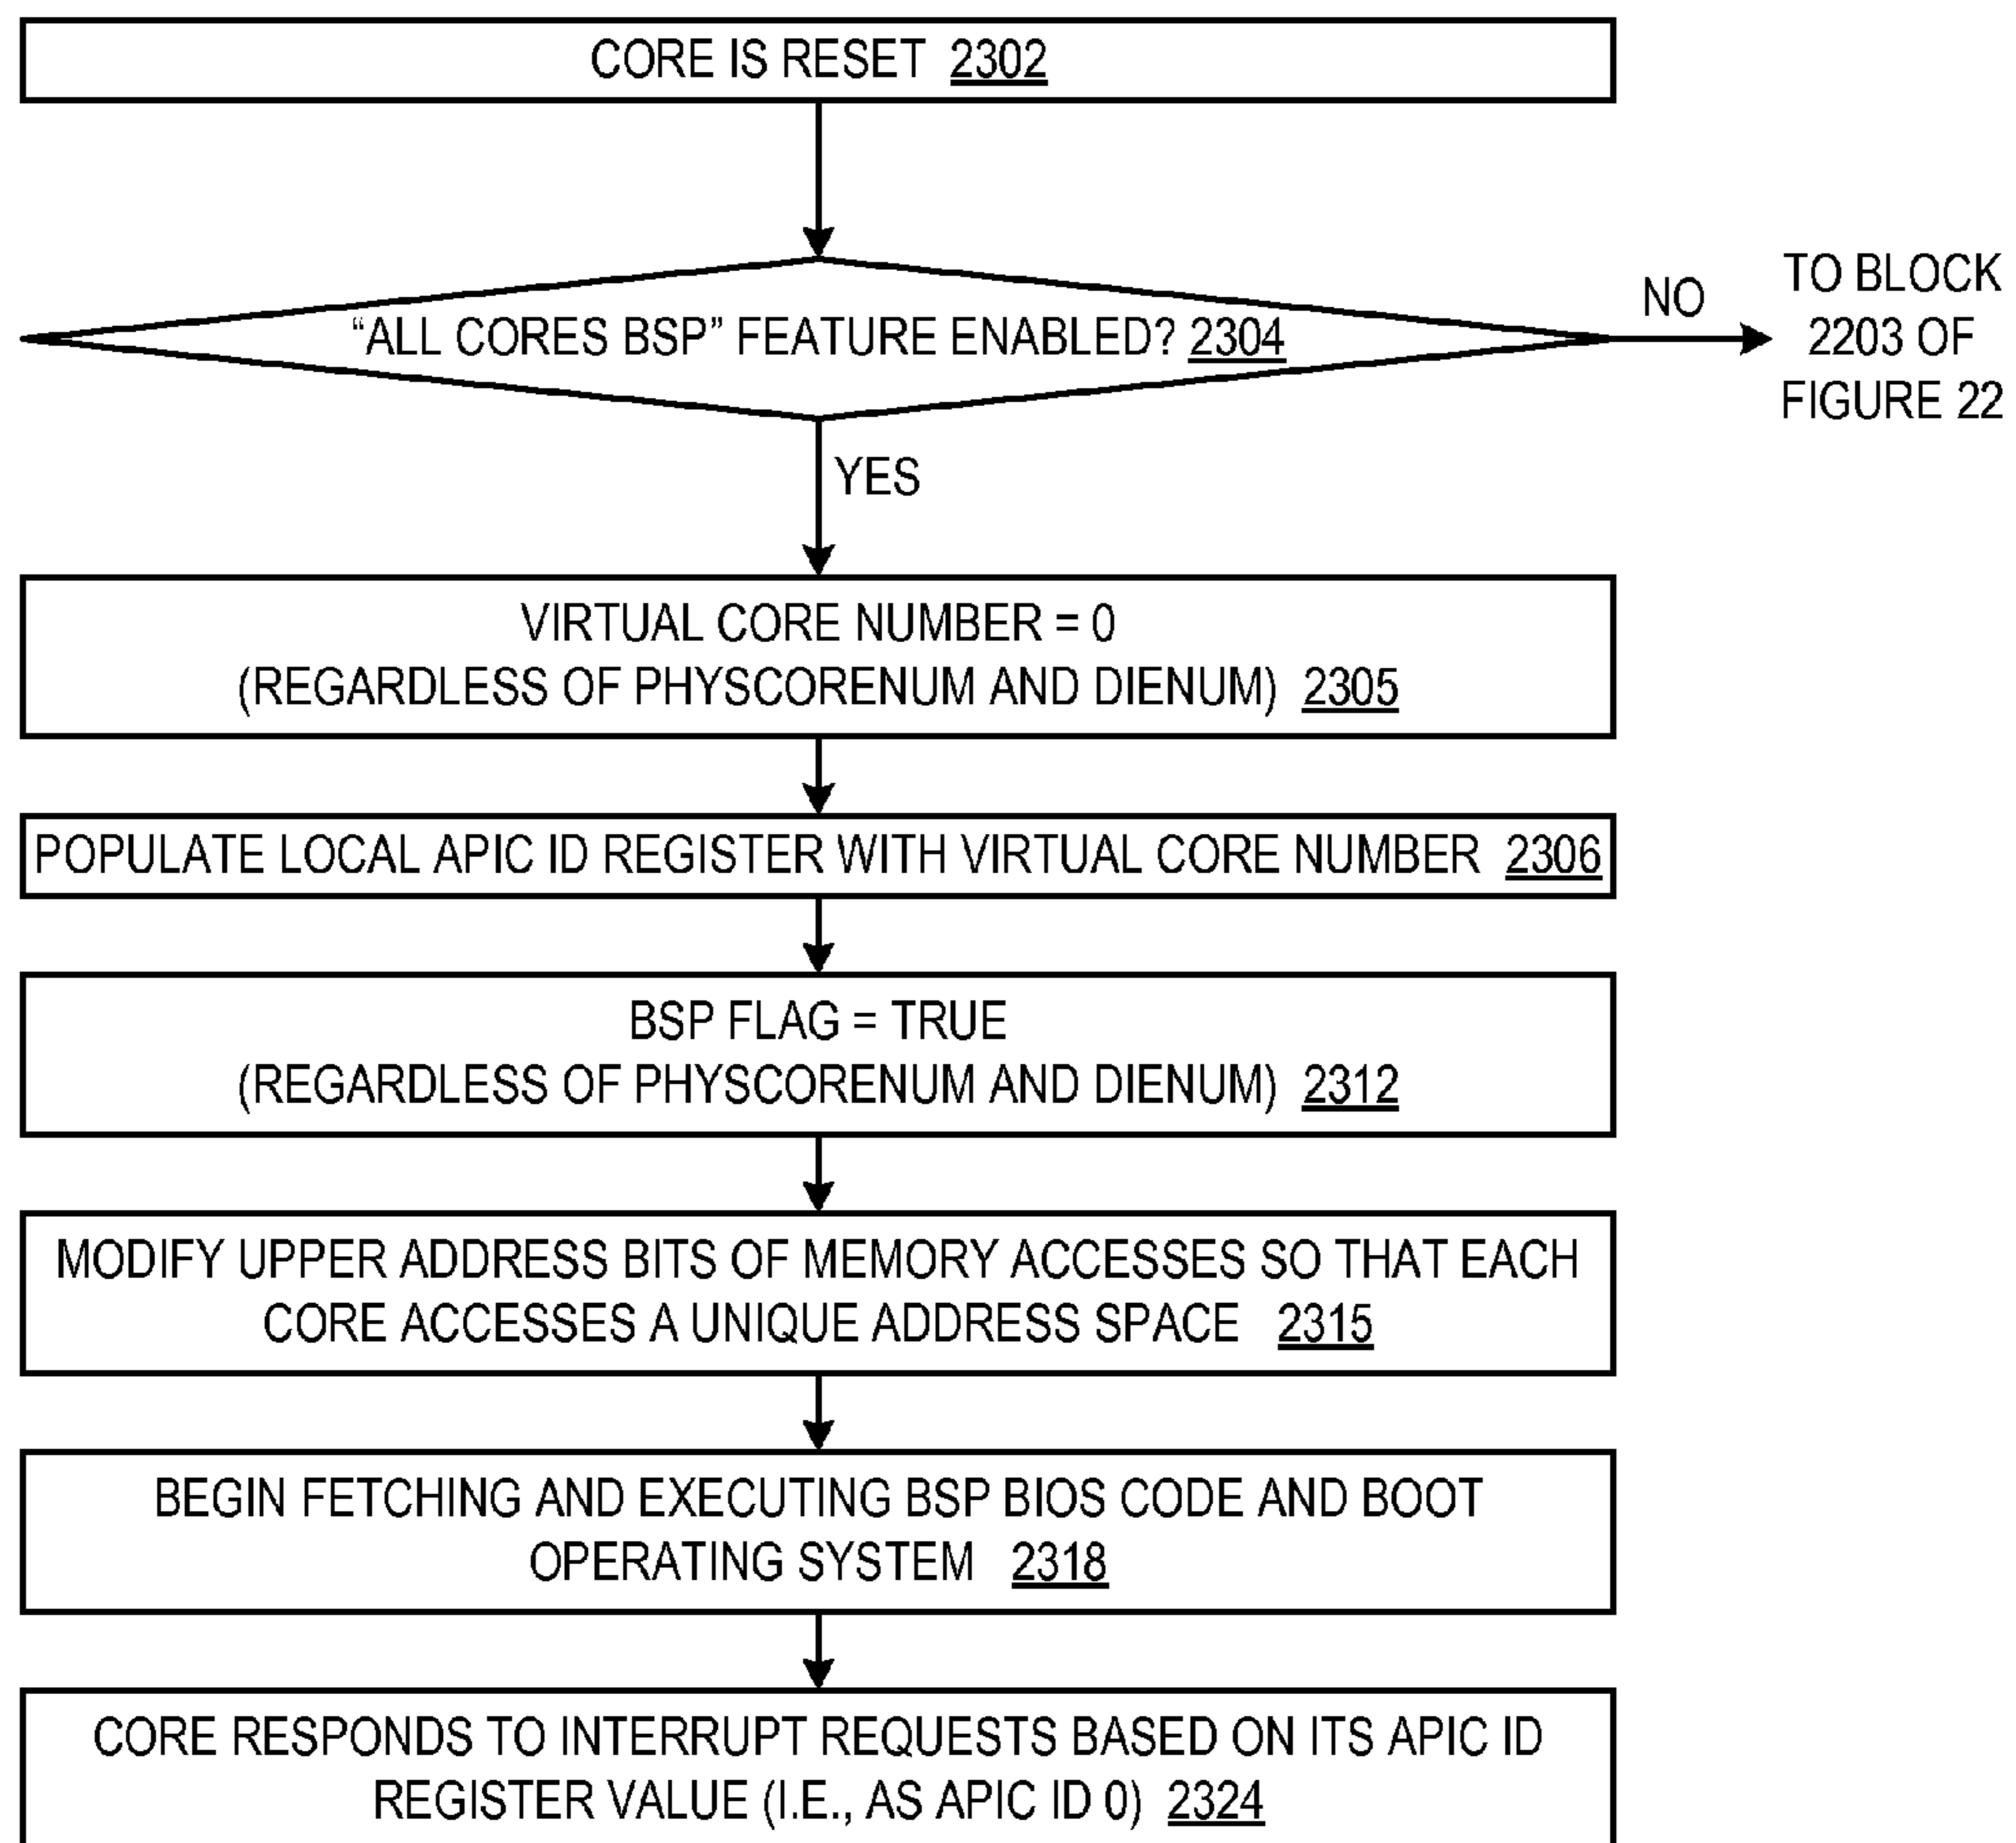 CORE IS RESET 2302
“ALL CORES BSP” FEATURE ENABLED? 2304
NO
TO BLOCK
2203 OF
FIGURE 22
YES
VIRTUAL CORE NUMBER = 0
(REGARDLESS OF PHYSCORENUM AND DIENUM) 2305
POPULATE LOCAL APIC ID REGISTER WITH VIRTUAL CORE NUMBER 2306
BSP FLAG = TRUE
(REGARDLESS OF PHYSCORENUM AND DIENUM) 2312
MODIFY UPPER ADDRESS BITS OF MEMORY ACCESSES SO THAT EACH
CORE ACCESSES A UNIQUE ADDRESS SPACE 2315
BEGIN FETCHING AND EXECUTING BSP BIOS CODE AND BOOT
OPERATING SYSTEM 2318
CORE RESPONDS TO INTERRUPT REQUESTS BASED ON ITS APIC ID
REGISTER VALUE (I.E., AS APIC ID 0) 2324